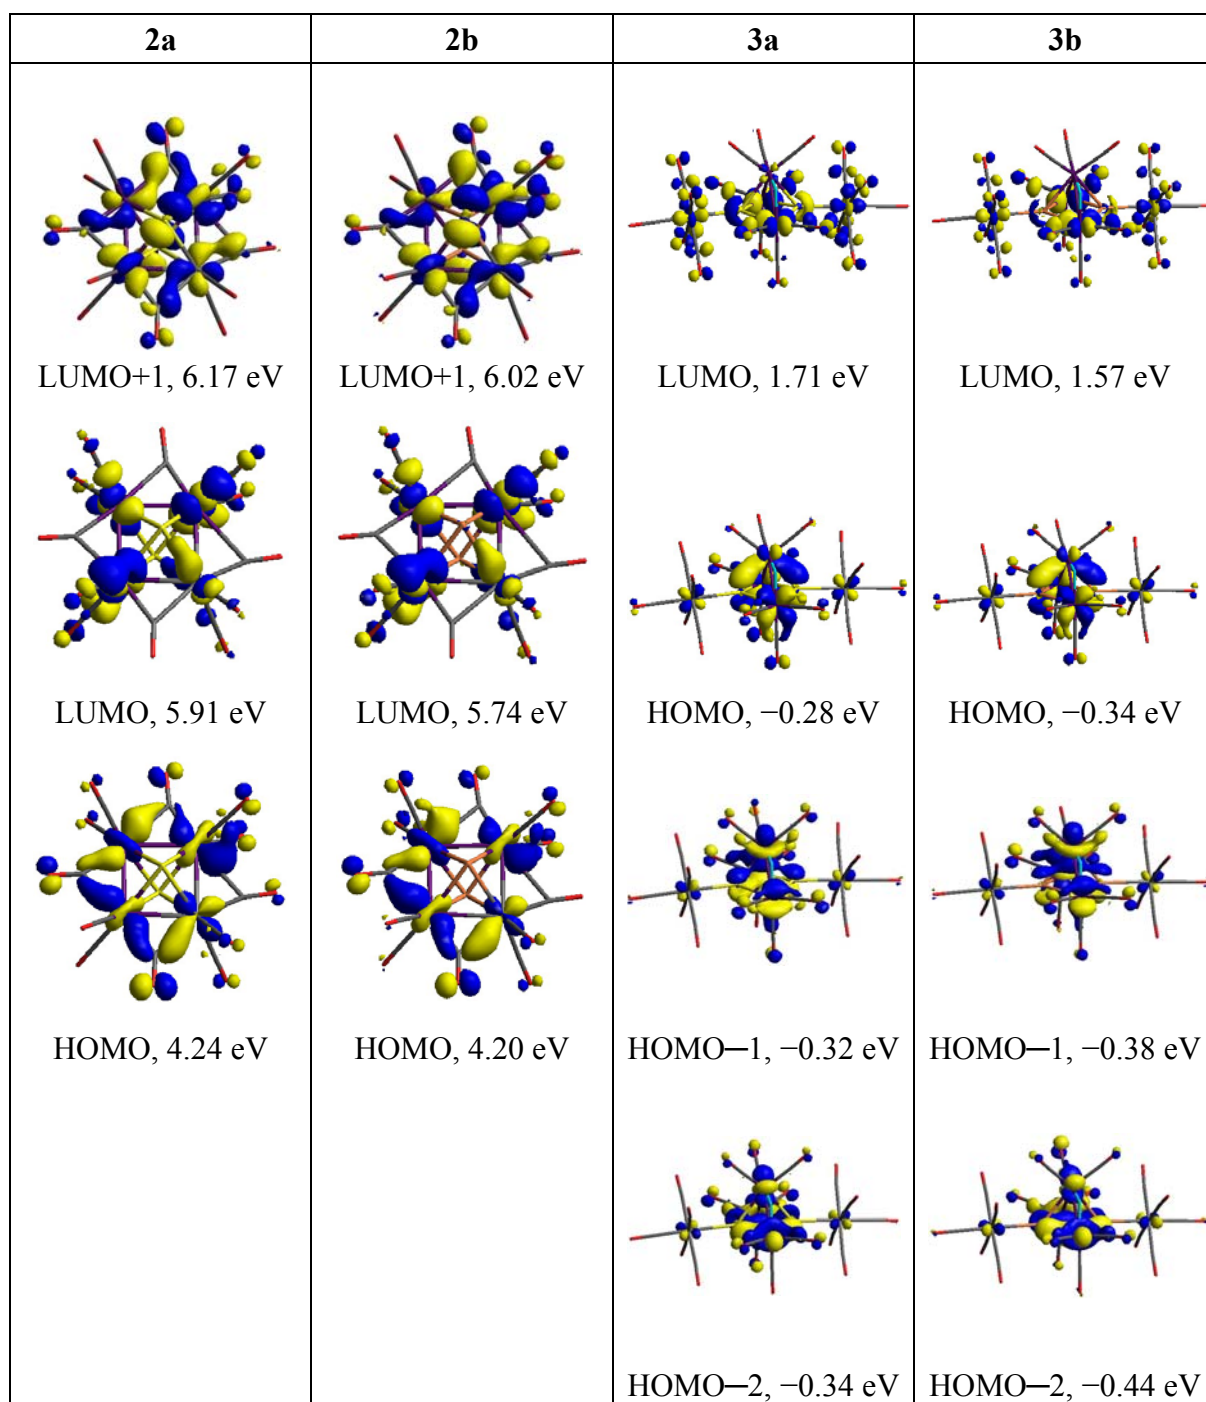 2a 2b 3a 3b
LUMO+1, 6.17 eV LUMO+1, 6.02 eV LUMO, 1.71 eV LUMO, 1.57 eV
LUMO, 5.91 eV LUMO, 5.74 eV HOMO, −0.28 eV HOMO, −0.34 eV
HOMO, 4.24 eV HOMO, 4.20 eV HOMO─1, −0.32 eV HOMO─1, −0.38 eV
HOMO─2, −0.34 eV HOMO─2, −0.44 eV